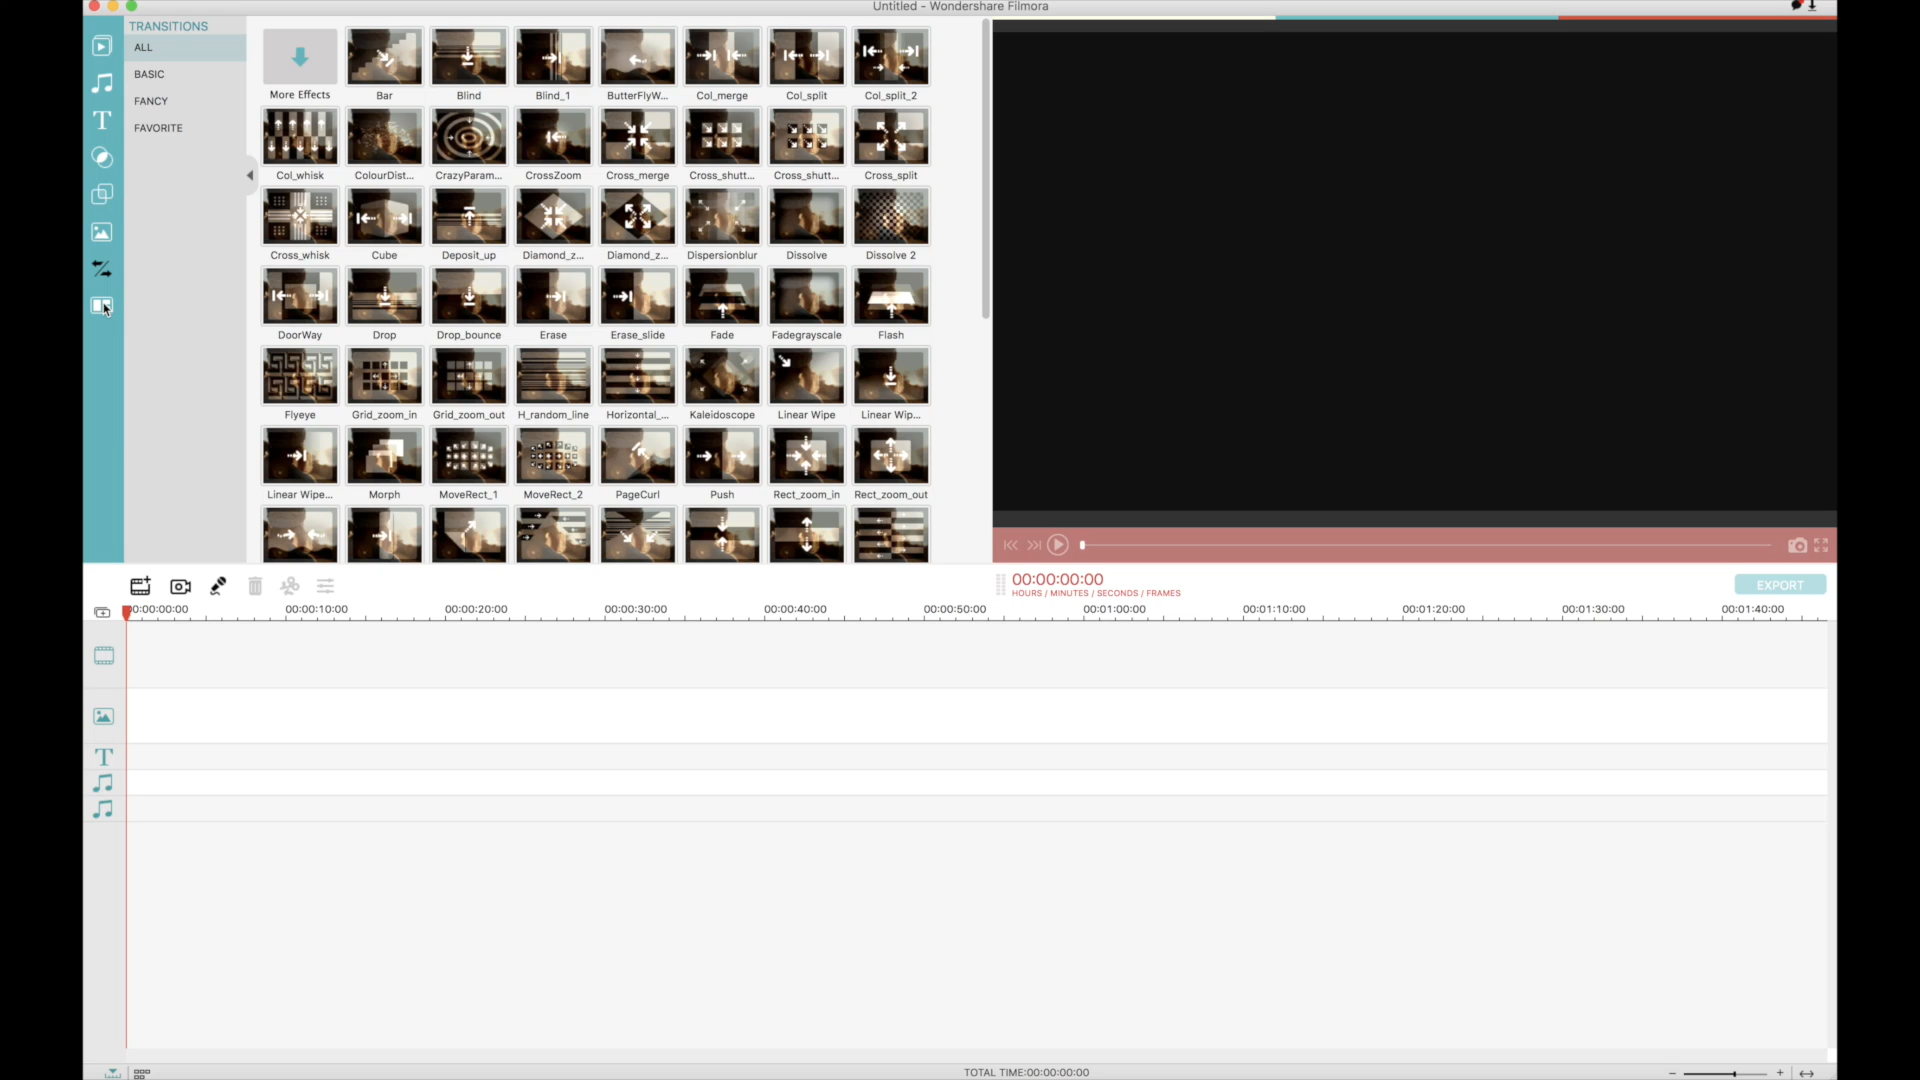 Untitled - Wondershare Filmora
TRANSITIONS
ALL
BASIC
FANCY
FAVORITE
More Effects Bar Blind Blind_1 ButterFlyW... Col_merge Col_split Col_split_2
Col_whisk ColourDist... CrazyParam... CrossZoom Cross_merge Cross_shutt... Cross_shutt... Cross_split
Cross_whisk Cube Deposit_up Diamond_z... Diamond_z... Dispersionblur Dissolve Dissolve 2
DoorWay Drop Drop_bounce Erase Erase_slide Fade Fadegrayscale Flash
Flyeye Grid_zoom_in Grid_zoom_out H_random_line Horizontal_... Kaleidoscope Linear Wipe Linear Wip...
Linear Wipe... Morph MoveRect_1 MoveRect_2 PageCurl Push Rect_zoom_in Rect_zoom_out
00:00:00:00
HOURS / MINUTES / SECONDS / FRAMES
EXPORT
00:00:00:00 00:00:10:00 00:00:20:00 00:00:30:00 00:00:40:00 00:00:50:00 00:01:00:00 00:01:10:00 00:01:20:00 00:01:30:00 00:01:40:00
TOTAL TIME:00:00:00:00